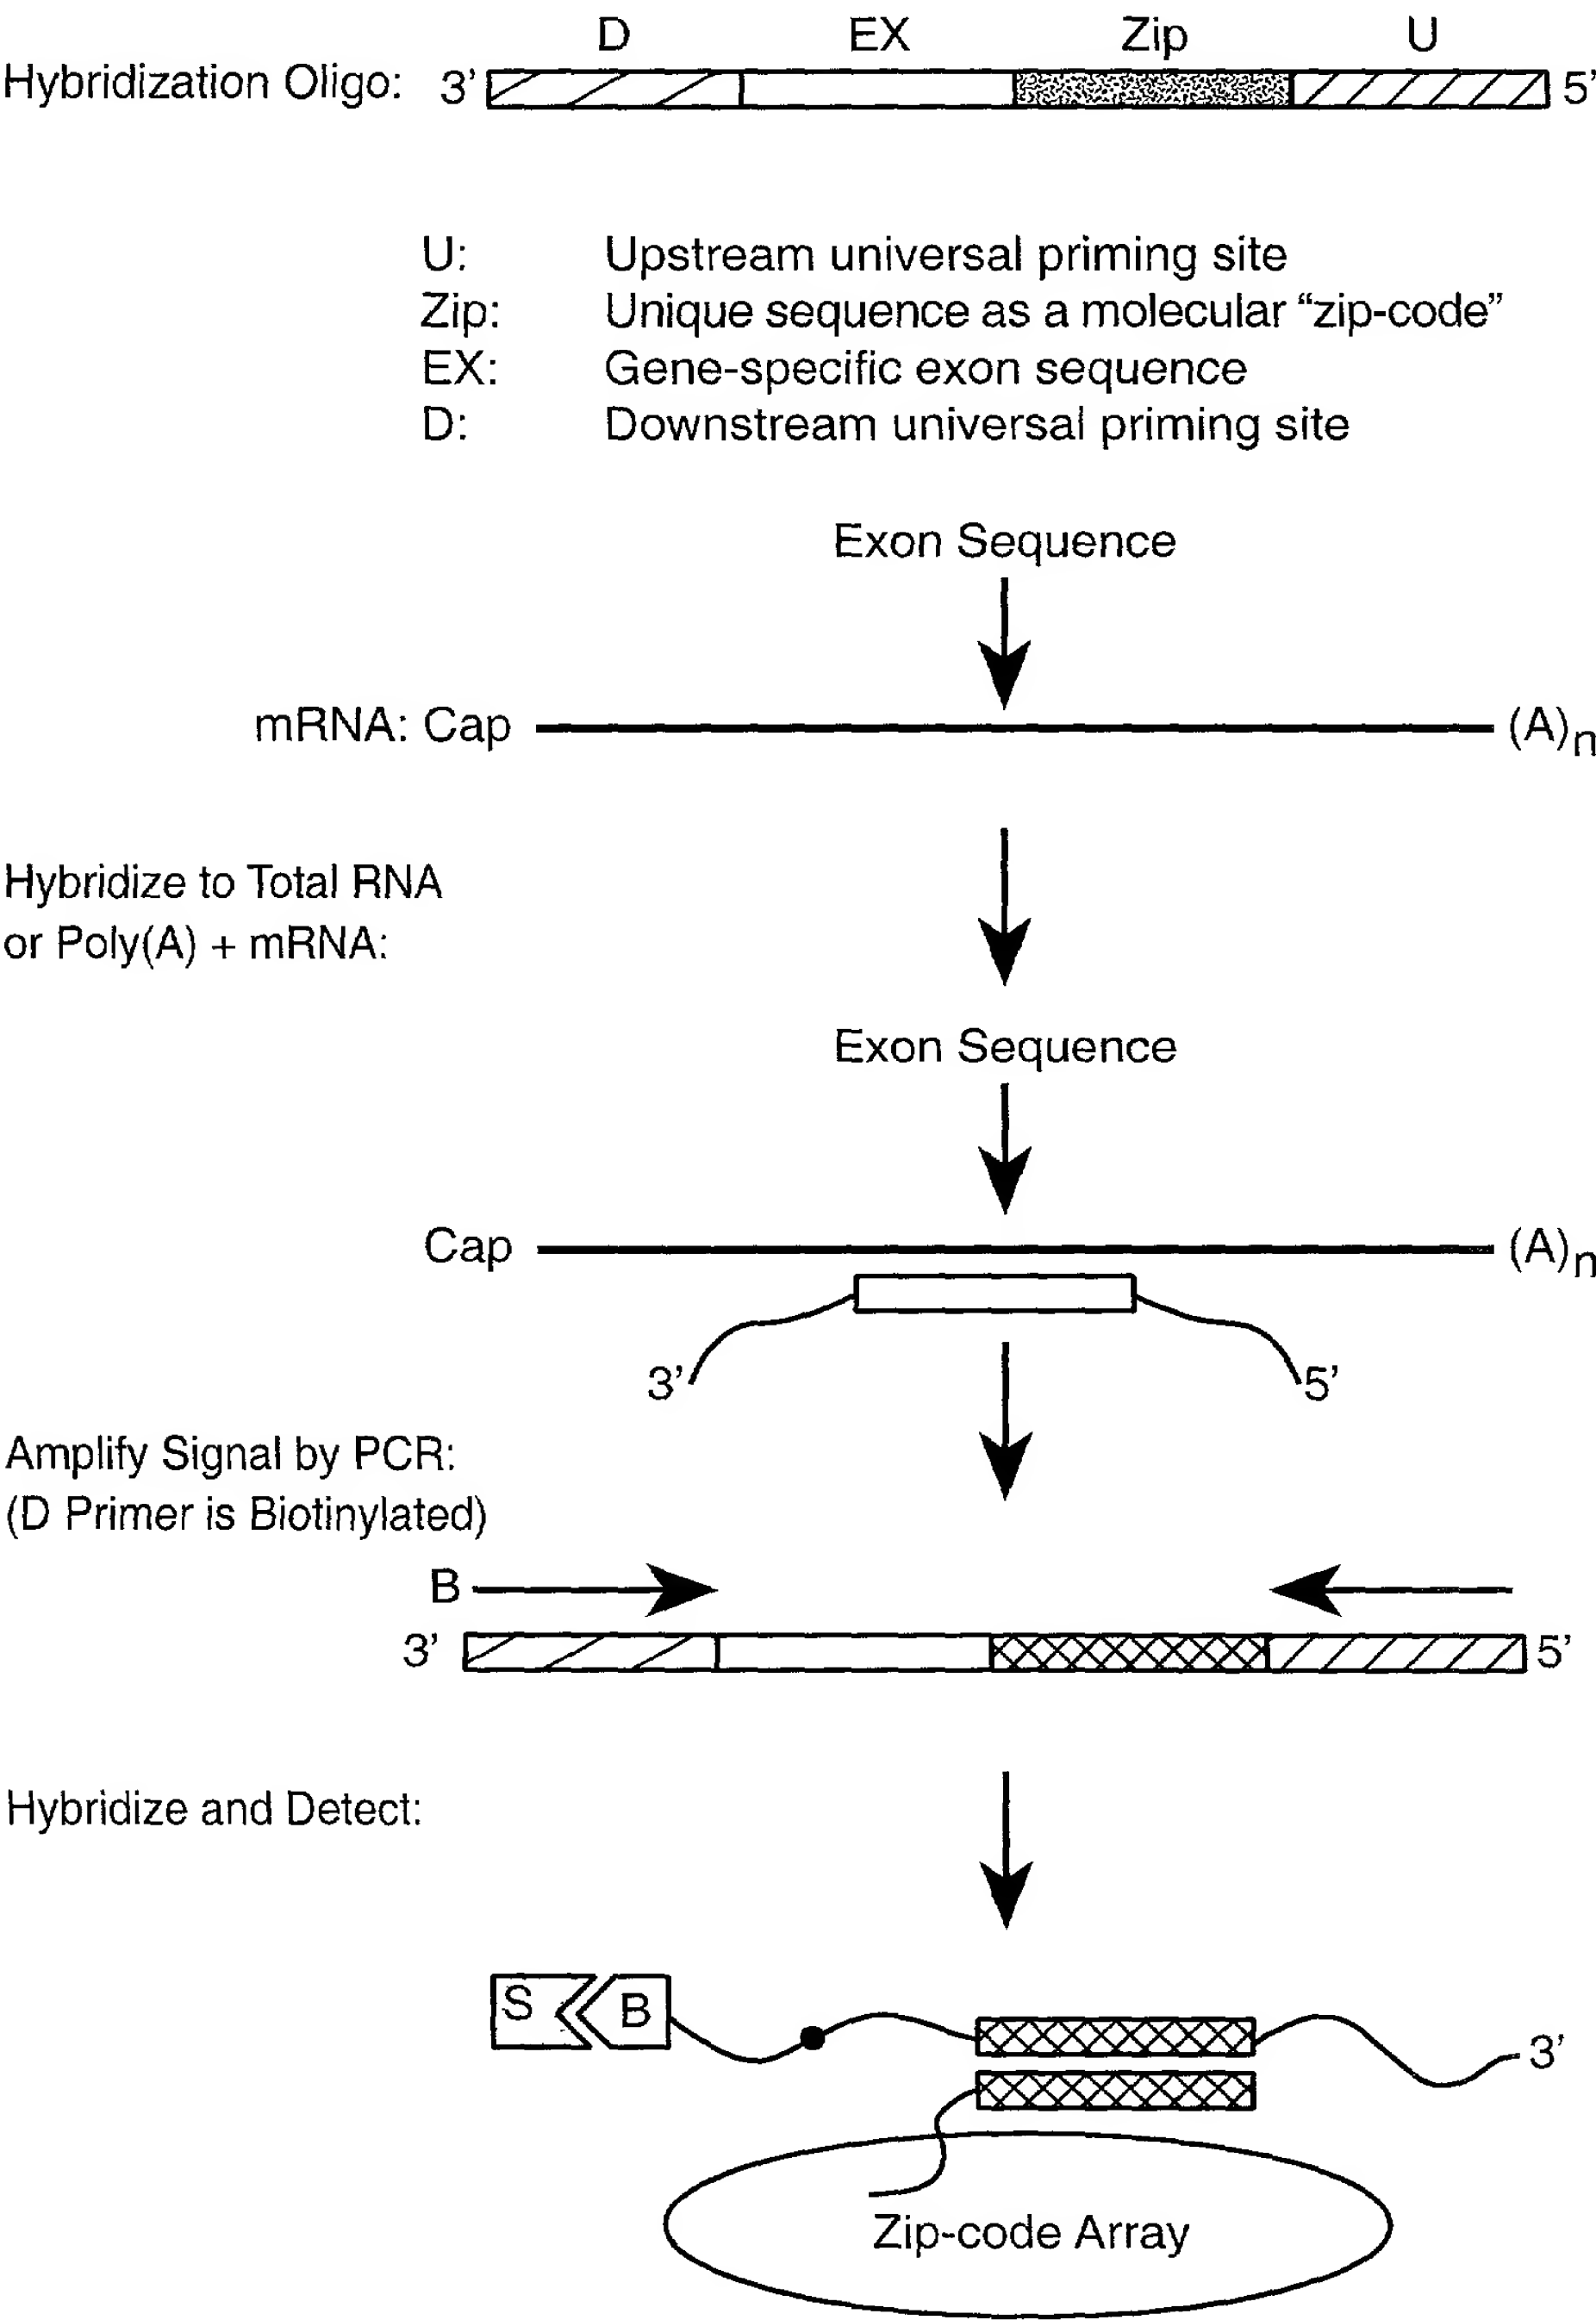 D EX Zip U
Hybridization Oligo: 3’ 5’
U: Upstream universal priming site
Zip: Unique sequence as a molecular “zip-code”
EX: Gene-specific exon sequence
D: Downstream universal priming site
Exon Sequence
mRNA: Cap (A)n
Hybridize to Total RNA
or Poly(A) + mRNA:
Exon Sequence
Cap (A)n
3’ 5’
Amplify Signal by PCR:
(D Primer is Biotinylated)
B
3’ 5’
Hybridize and Detect:
S B
3’
Zip-code Array